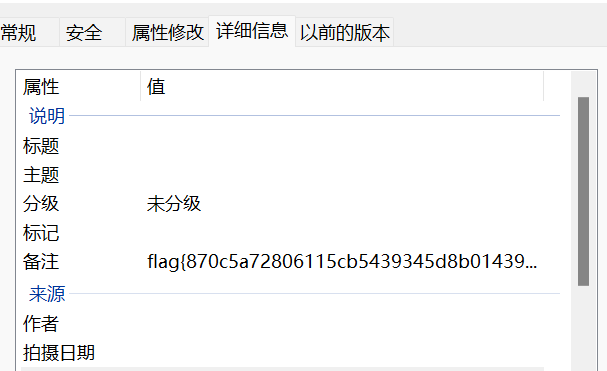 常规 安全 属性修改 详细信息 以前的版本
属性 值
说明
标题
主题
分级 未分级
标记
备注 flag{870c5a72806115cb5439345d8b01439...
来源
作者
拍摄日期